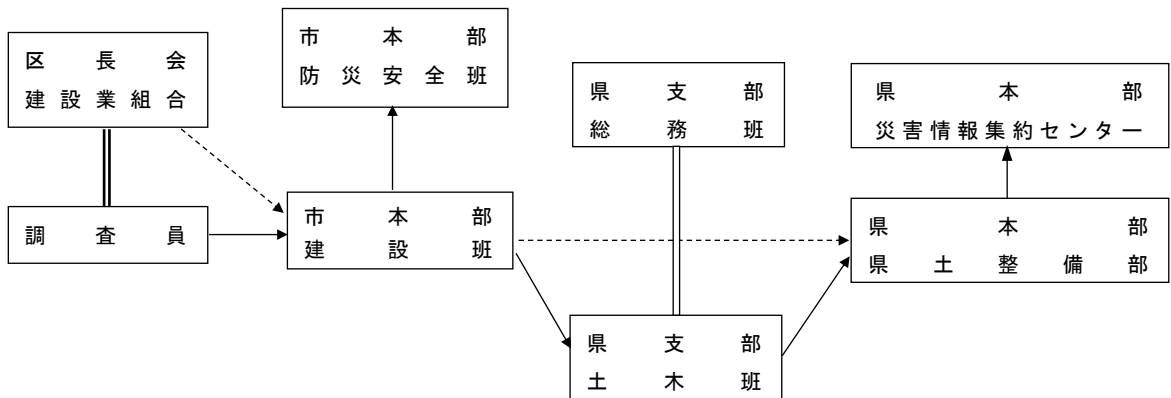 区長会
建設業組合
市本部
防災安全班
県支部
総務班
県本部
災害情報集約センター
調査員
市本部
建設班
県本部
県土整備部
県支部
土木班